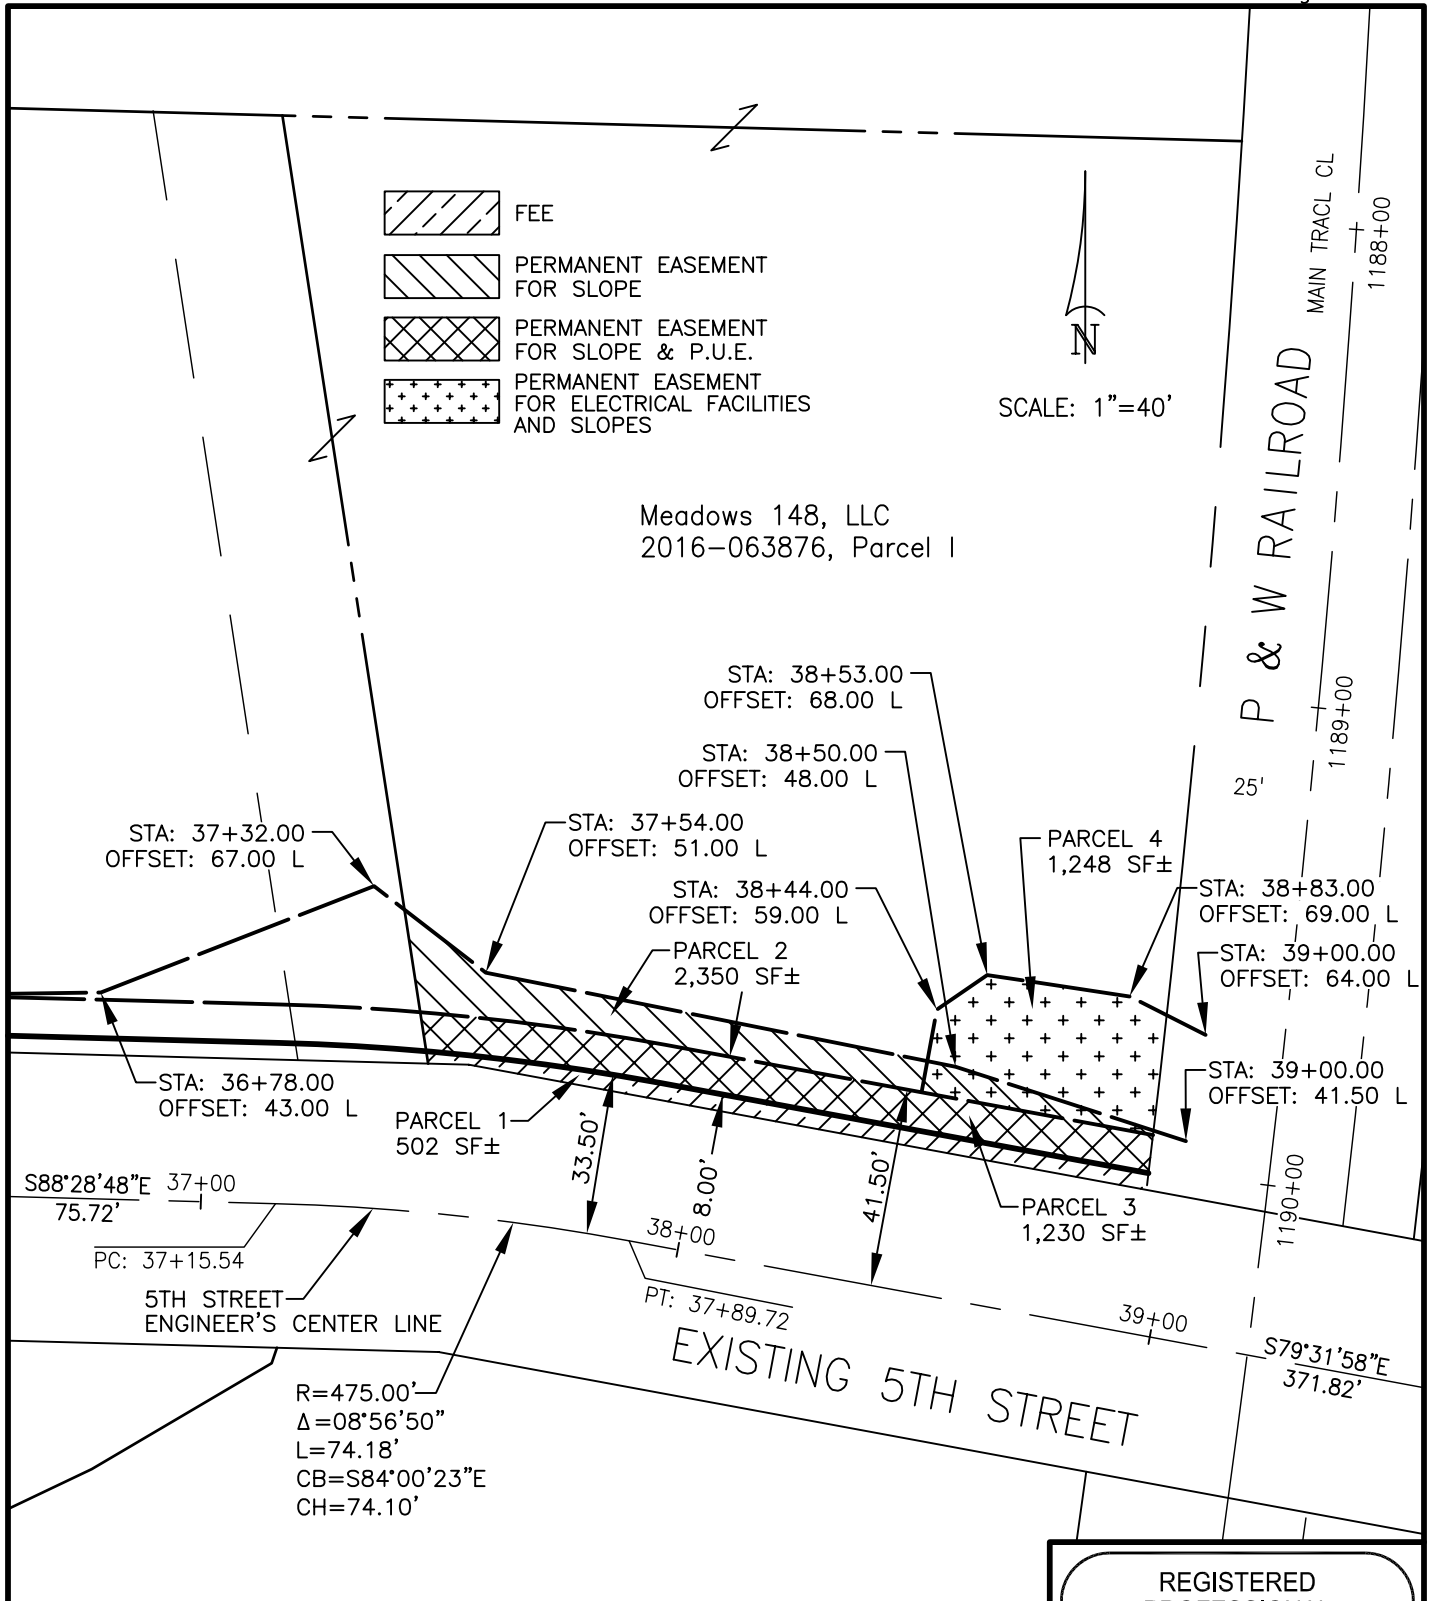 FEE
PERMANENT EASEMENT
FOR SLOPE
PERMANENT EASEMENT
FOR SLOPE & P.U.E.
PERMANENT EASEMENT
FOR ELECTRICAL FACILITIES
AND SLOPES
N
SCALE: 1"=40'
MAIN TRACL CL
1188+00
P & W RAILROAD
1189+00
25'
Meadows 148, LLC
2016-063876, Parcel I
STA: 38+53.00
OFFSET: 68.00 L
STA: 38+50.00
OFFSET: 48.00 L
STA: 37+32.00
OFFSET: 67.00 L
STA: 37+54.00
OFFSET: 51.00 L
STA: 38+44.00
OFFSET: 59.00 L
PARCEL 4
1,248 SF±
STA: 38+83.00
OFFSET: 69.00 L
PARCEL 2
2,350 SF±
STA: 39+00.00
OFFSET: 64.00 L
STA: 36+78.00
OFFSET: 43.00 L
PARCEL 1
502 SF±
STA: 39+00.00
OFFSET: 41.50 L
33.50'
8.00'
41.50'
PARCEL 3
1,230 SF±
1190+00
S88°28'48"E
75.72'
37+00
PC: 37+15.54
38+00
PT: 37+89.72
39+00
S79°31'58"E
371.82'
5TH STREET
ENGINEER'S CENTER LINE
EXISTING 5TH STREET
R=475.00'
Δ=08°56'50"
L=74.18'
CB=S84°00'23"E
CH=74.10'
REGISTERED